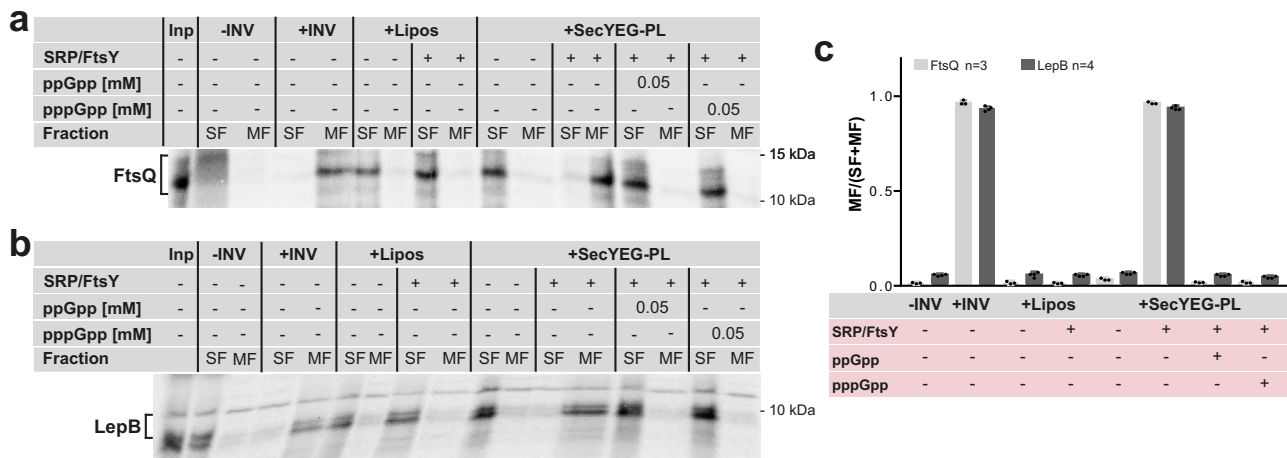 a
Inp -INV +INV +Lipos +SecYEG-PL
SRP/FtsY - - - - - - - + + - - + + + + + +
ppGpp [mM] - - - - - - - - - - - - - 0.05 - - -
pppGpp [mM] - - - - - - - - - - - - - - - 0.05 -
Fraction SF MF SF MF SF MF SF MF SF MF SF MF SF MF SF MF
FtsQ
- 15 kDa
- 10 kDa
b
Inp -INV +INV +Lipos +SecYEG-PL
SRP/FtsY - - - - - - - + + - - + + + + + +
ppGpp [mM] - - - - - - - - - - - - - 0.05 - - -
pppGpp [mM] - - - - - - - - - - - - - - - 0.05 -
Fraction SF MF SF MF SF MF SF MF SF MF SF MF SF MF SF MF
LepB
- 10 kDa
c
FtsQ n=3 LepB n=4
MF/(SF+MF)
1.0
0.5
0.0
-INV +INV +Lipos +SecYEG-PL
SRP/FtsY - - - + - + + +
ppGpp - - - - - - + -
pppGpp - - - - - - - +